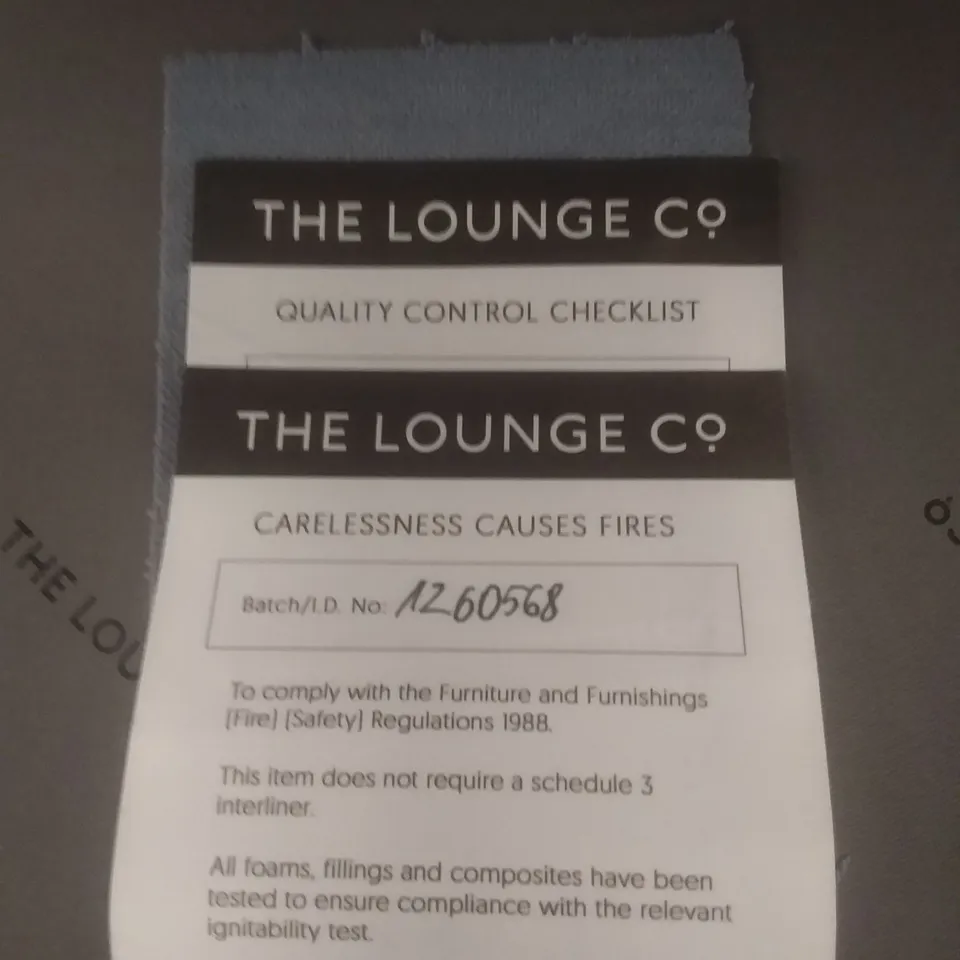 THE LOUNGE Co
QUALITY CONTROL CHECKLIST
THE LOUNGE Co
CARELESSNESS CAUSES FIRES
Batch/I.D. No: 1260568
To comply with the Furniture and Furnishings
(Fire) (Safety) Regulations 1988.
This item does not require a schedule 3
interliner.
All foams, fillings and composites have been
tested to ensure compliance with the relevant
ignitability test.
THE LOU